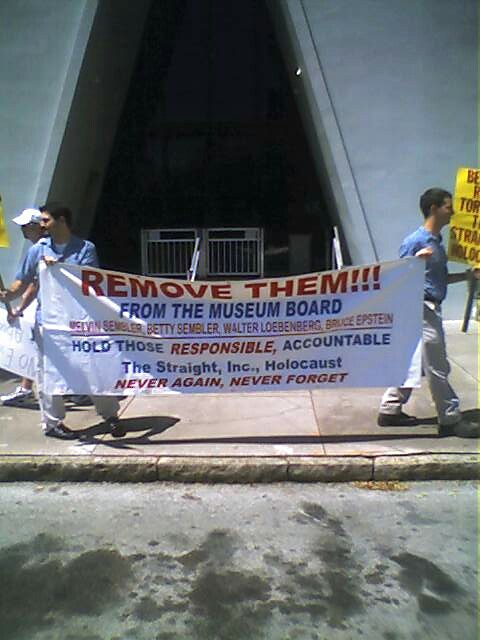 REMOVE THEM!!!
FROM THE MUSEUM BOARD
MELVIN SEMBLER, BETTY SEMBLER, WALTER LOEBENBERG, BRUCE EPSTEIN
HOLD THOSE RESPONSIBLE, ACCOUNTABLE
The Straight, Inc., Holocaust
NEVER AGAIN, NEVER FORGET